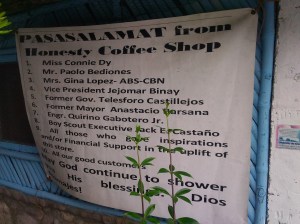 PASASALAMAT from
Honesty Coffee Shop
1. Miss Connie Dy
2. Mr. Paolo Bediones
3. Mrs. Gina Lopez- ABS-CBN
4. Vice President Jejomar Binay
5. Former Gov. Telesforo Castillejos
6. Former Mayor Anastacio
7. Engr. Quirino Gabotero Jr.
8. Boy Scout Executive Jack E. Castaño
9. All those who gave inspirations
and/or Financial Support in the uplift of
this store.
10. All our good customers
May God continue to shower
His blessings. Dios